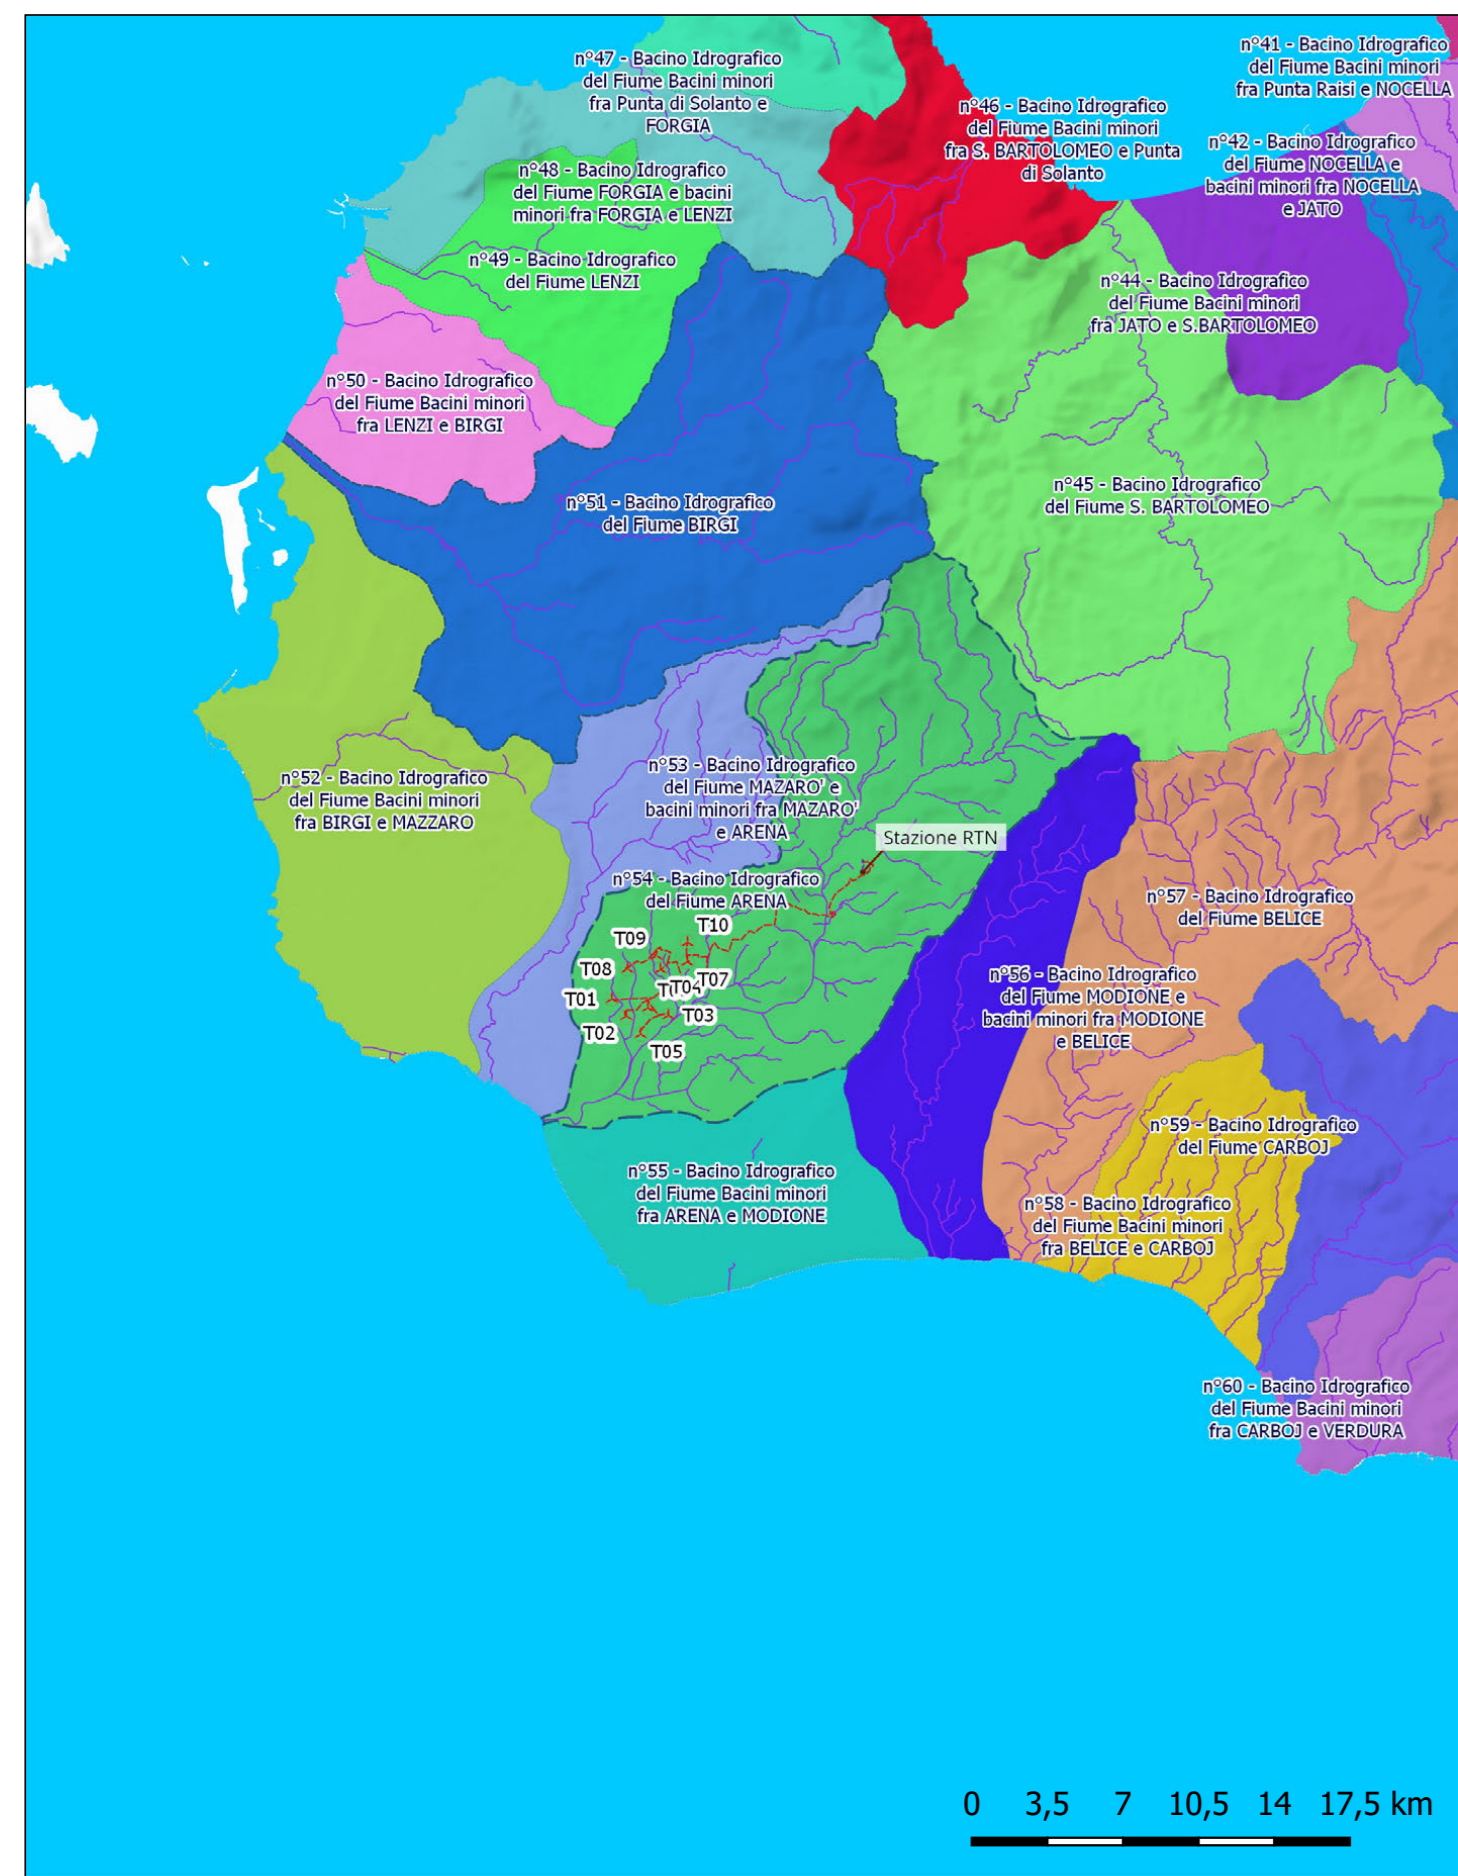 n°47 - Bacino Idrografico
del Fiume Bacini minori
fra Punta di Solanto e
FORGIA
n°41 - Bacino Idrografico
del Fiume Bacini minori
fra Punta Raisi e NOCELLA
n°46 - Bacino Idrografico
del Fiume Bacini minori
fra S. BARTOLOMEO e Punta
di Solanto
n°42 - Bacino Idrografico
del Fiume NOCELLA e
bacini minori fra NOCELLA
e JATO
n°48 - Bacino Idrografico
del Fiume FORGIA e bacini
minori fra FORGIA e LENZI
n°49 - Bacino Idrografico
del Fiume LENZI
n°44 - Bacino Idrografico
del Fiume Bacini minori
fra JATO e S.BARTOLOMEO
n°50 - Bacino Idrografico
del Fiume Bacini minori
fra LENZI e BIRGI
n°51 - Bacino Idrografico
del Fiume BIRGI
n°45 - Bacino Idrografico
del Fiume S. BARTOLOMEO
n°52 - Bacino Idrografico
del Fiume Bacini minori
fra BIRGI e MAZZARO
n°53 - Bacino Idrografico
del Fiume MAZARO' e
bacini minori fra MAZARO'
e ARENA
Stazione RTN
n°54 - Bacino Idrografico
del Fiume ARENA
n°57 - Bacino Idrografico
del Fiume BELICE
T10
T09
T08
T07
T04
T01
T03
T02
T05
n°56 - Bacino Idrografico
del Fiume MODIONE e
bacini minori fra MODIONE
e BELICE
n°59 - Bacino Idrografico
del Fiume CARBOJ
n°55 - Bacino Idrografico
del Fiume Bacini minori
fra ARENA e MODIONE
n°58 - Bacino Idrografico
del Fiume Bacini minori
fra BELICE e CARBOJ
n°60 - Bacino Idrografico
del Fiume Bacini minori
fra CARBOJ e VERDURA
0 3,5 7 10,5 14 17,5 km